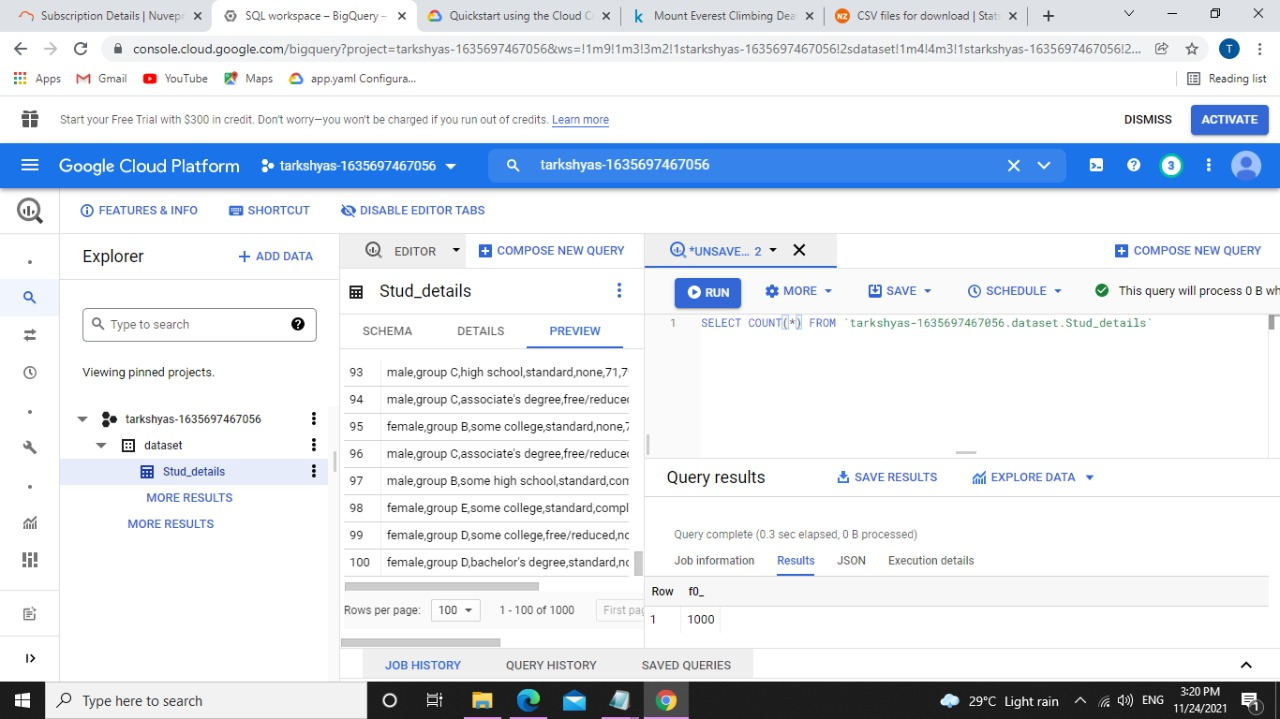 Subscription Details | Nuvepr
SQL workspace – BigQuery –
Quickstart using the Cloud C
Mount Everest Climbing Dea
NZ
CSV files for download | Stats
console.cloud.google.com/bigquery?project=tarkshyas-1635697467056&ws=!1m9!1m3!3m2!1starkshyas-1635697467056!2sdataset!1m4!4m3!1starkshyas-1635697467056!2...
T
Apps
Gmail
YouTube
Maps
app.yaml Configura...
Reading list
Start your Free Trial with $300 in credit. Don't worry—you won't be charged if you run out of credits. Learn more
DISMISS
ACTIVATE
Google Cloud Platform
tarkshyas-1635697467056
tarkshyas-1635697467056
3
FEATURES & INFO
SHORTCUT
DISABLE EDITOR TABS
Explorer
+ ADD DATA
Type to search
Viewing pinned projects.
tarkshyas-1635697467056
dataset
Stud_details
MORE RESULTS
MORE RESULTS
EDITOR
COMPOSE NEW QUERY
Stud_details
SCHEMA
DETAILS
PREVIEW
93 male,group C,high school,standard,none,71,7
94 male,group C,associate's degree,free/reduced
95 female,group B,some college,standard,none,7
96 male,group C,associate's degree,free/reduced
97 male,group B,some high school,standard,com
98 female,group E,some college,standard,compl
99 female,group D,some college,free/reduced,no
100 female,group D,bachelor's degree,standard,no
Rows per page: 100
1 - 100 of 1000
First pag
*UNSAVE... 2
COMPOSE NEW QUERY
RUN
MORE
SAVE
SCHEDULE
This query will process 0 B wh
1 SELECT COUNT(*) FROM `tarkshyas-1635697467056.dataset.Stud_details`
Query results
SAVE RESULTS
EXPLORE DATA
Query complete (0.3 sec elapsed, 0 B processed)
Job information
Results
JSON
Execution details
Row f0_
1 1000
JOB HISTORY
QUERY HISTORY
SAVED QUERIES
Type here to search
29°C Light rain
ENG
3:20 PM
11/24/2021
1